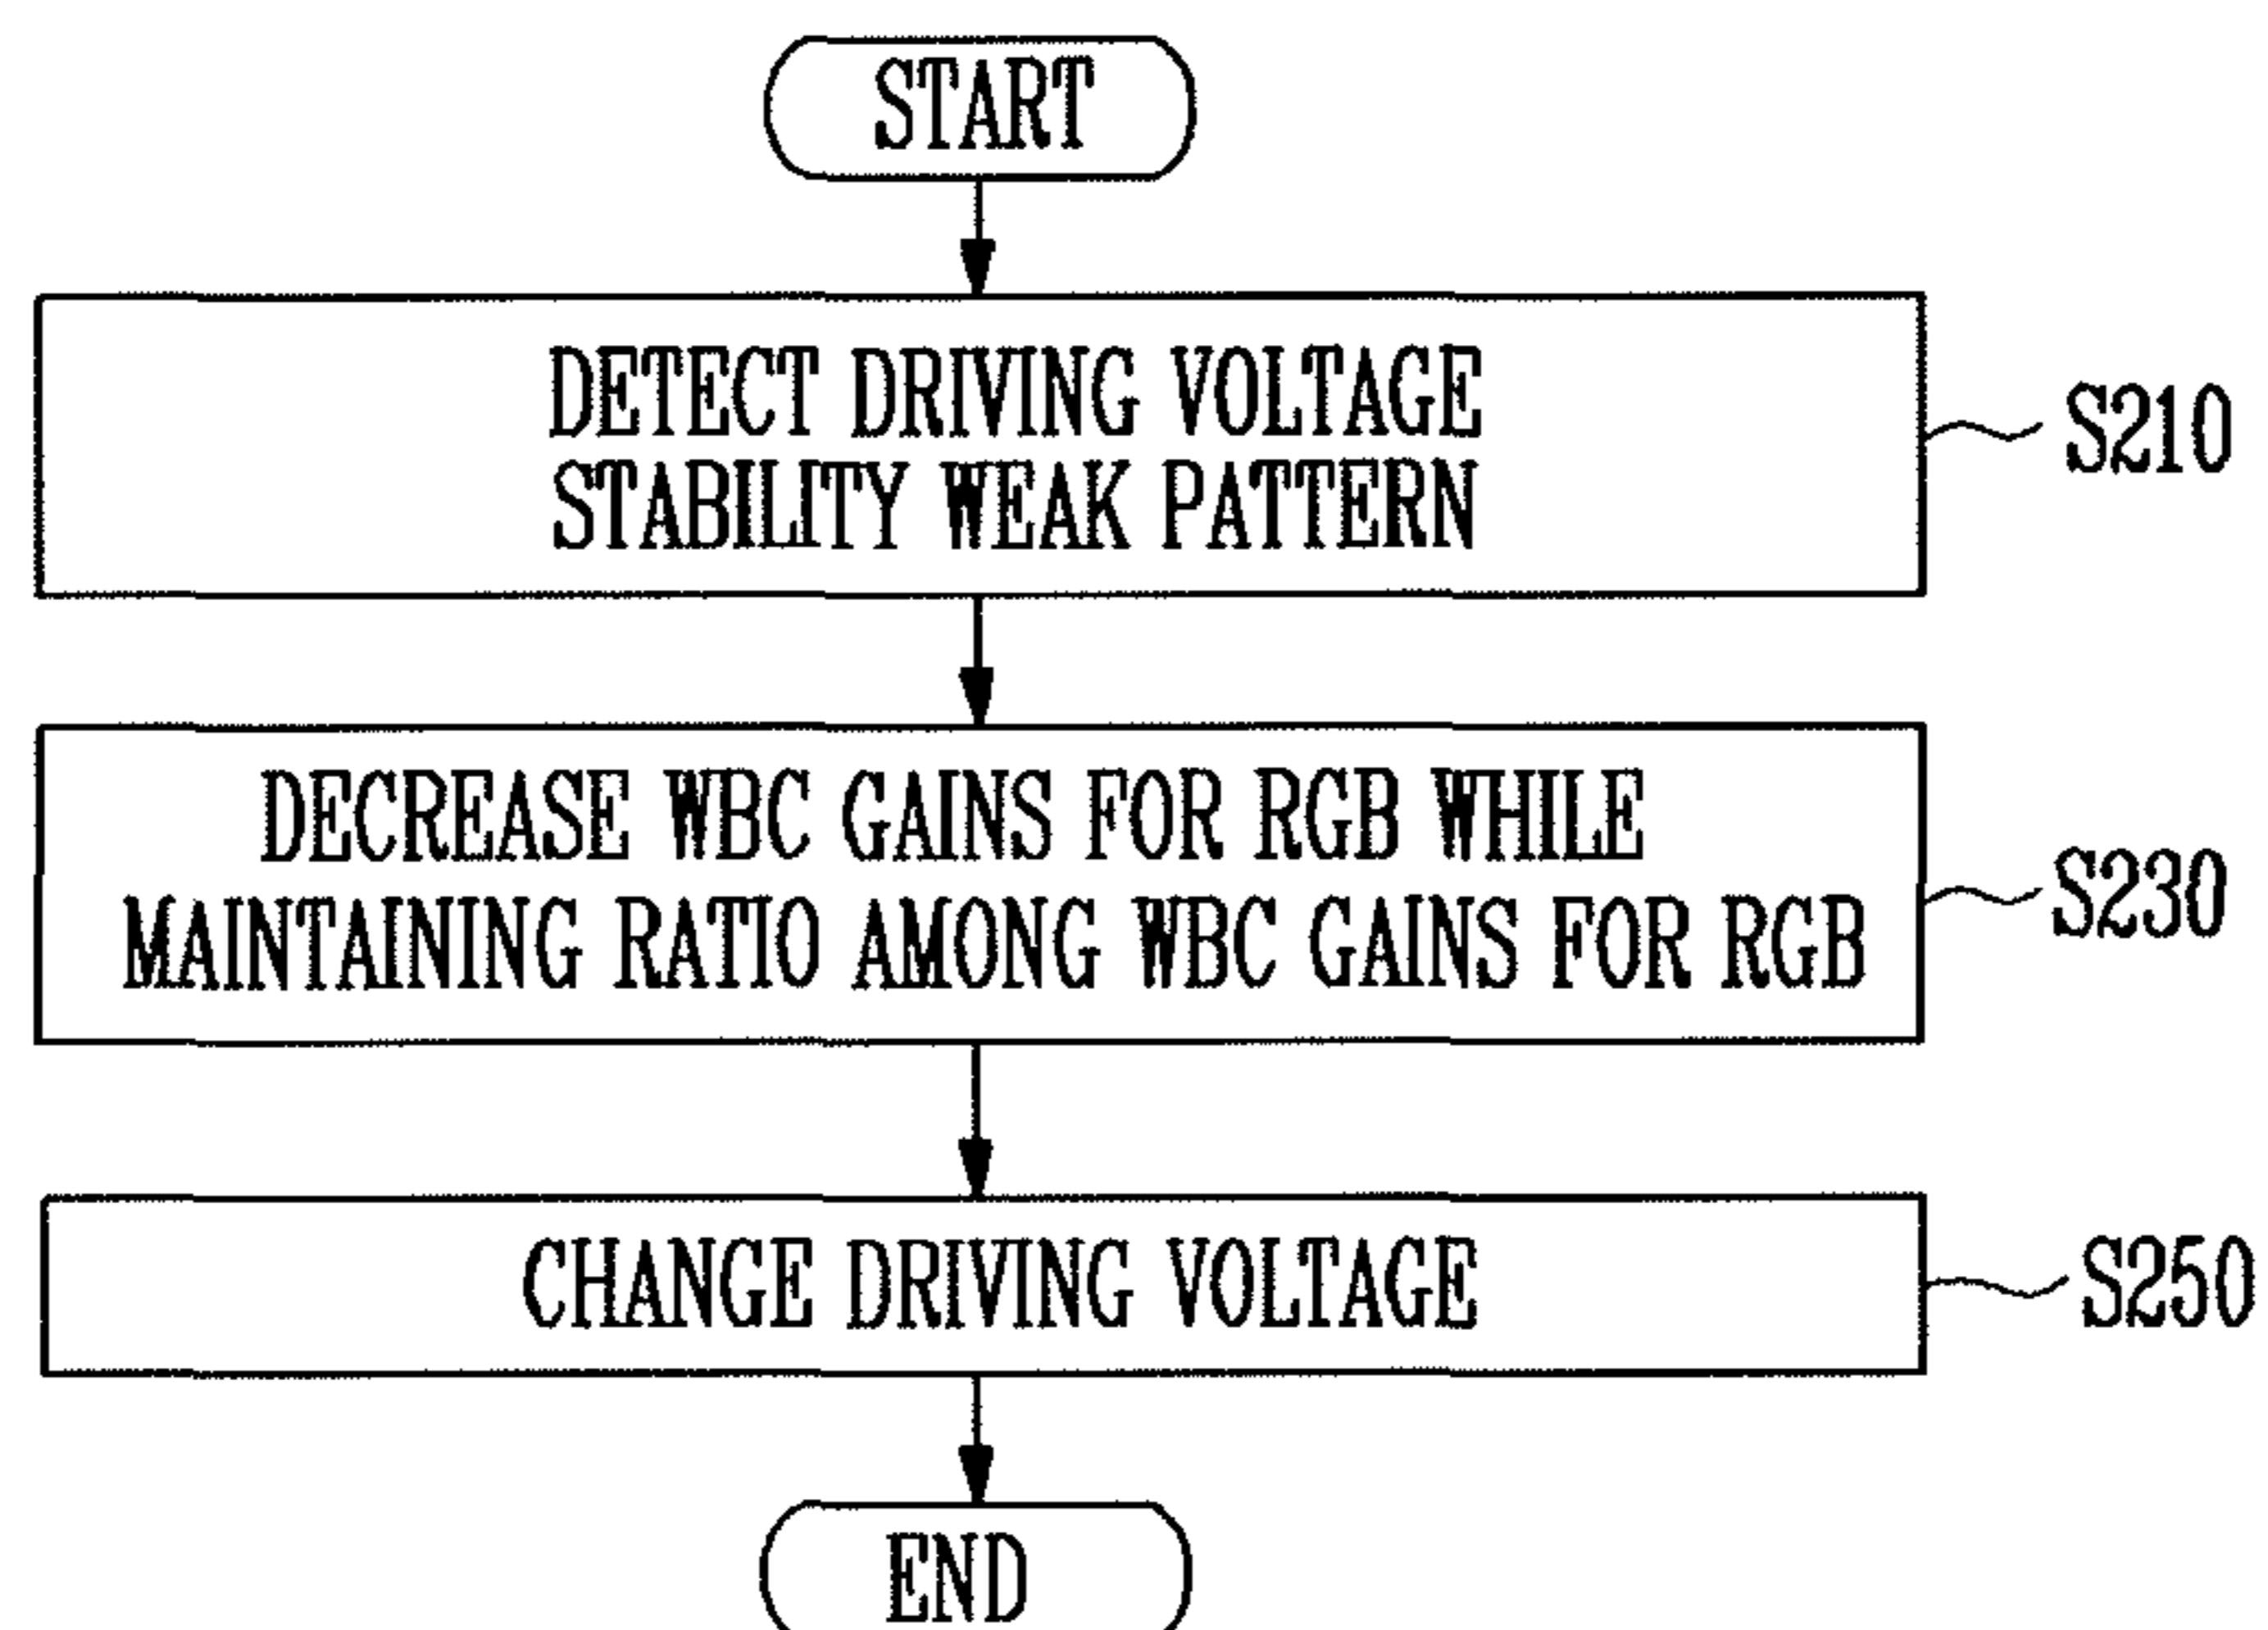 START
DETECT DRIVING VOLTAGE
STABILITY WEAK PATTERN
S210
DECREASE WBC GAINS FOR RGB WHILE
MAINTAINING RATIO AMONG WBC GAINS FOR RGB
S230
CHANGE DRIVING VOLTAGE
S250
END